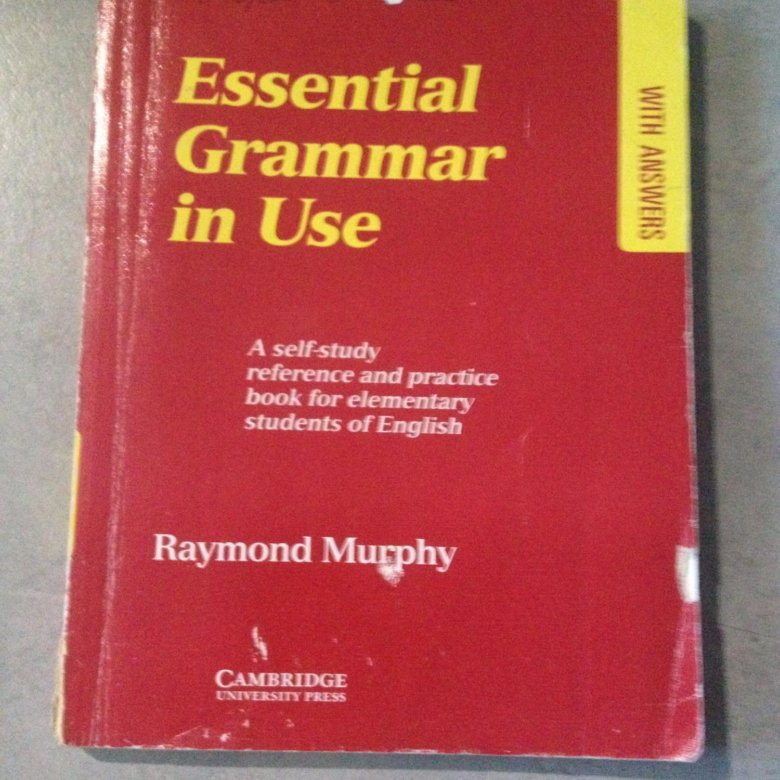 Essential
Grammar
in Use
WITH ANSWERS
A self-study
reference and practice
book for elementary
students of English
Raymond Murphy
CAMBRIDGE
UNIVERSITY PRESS